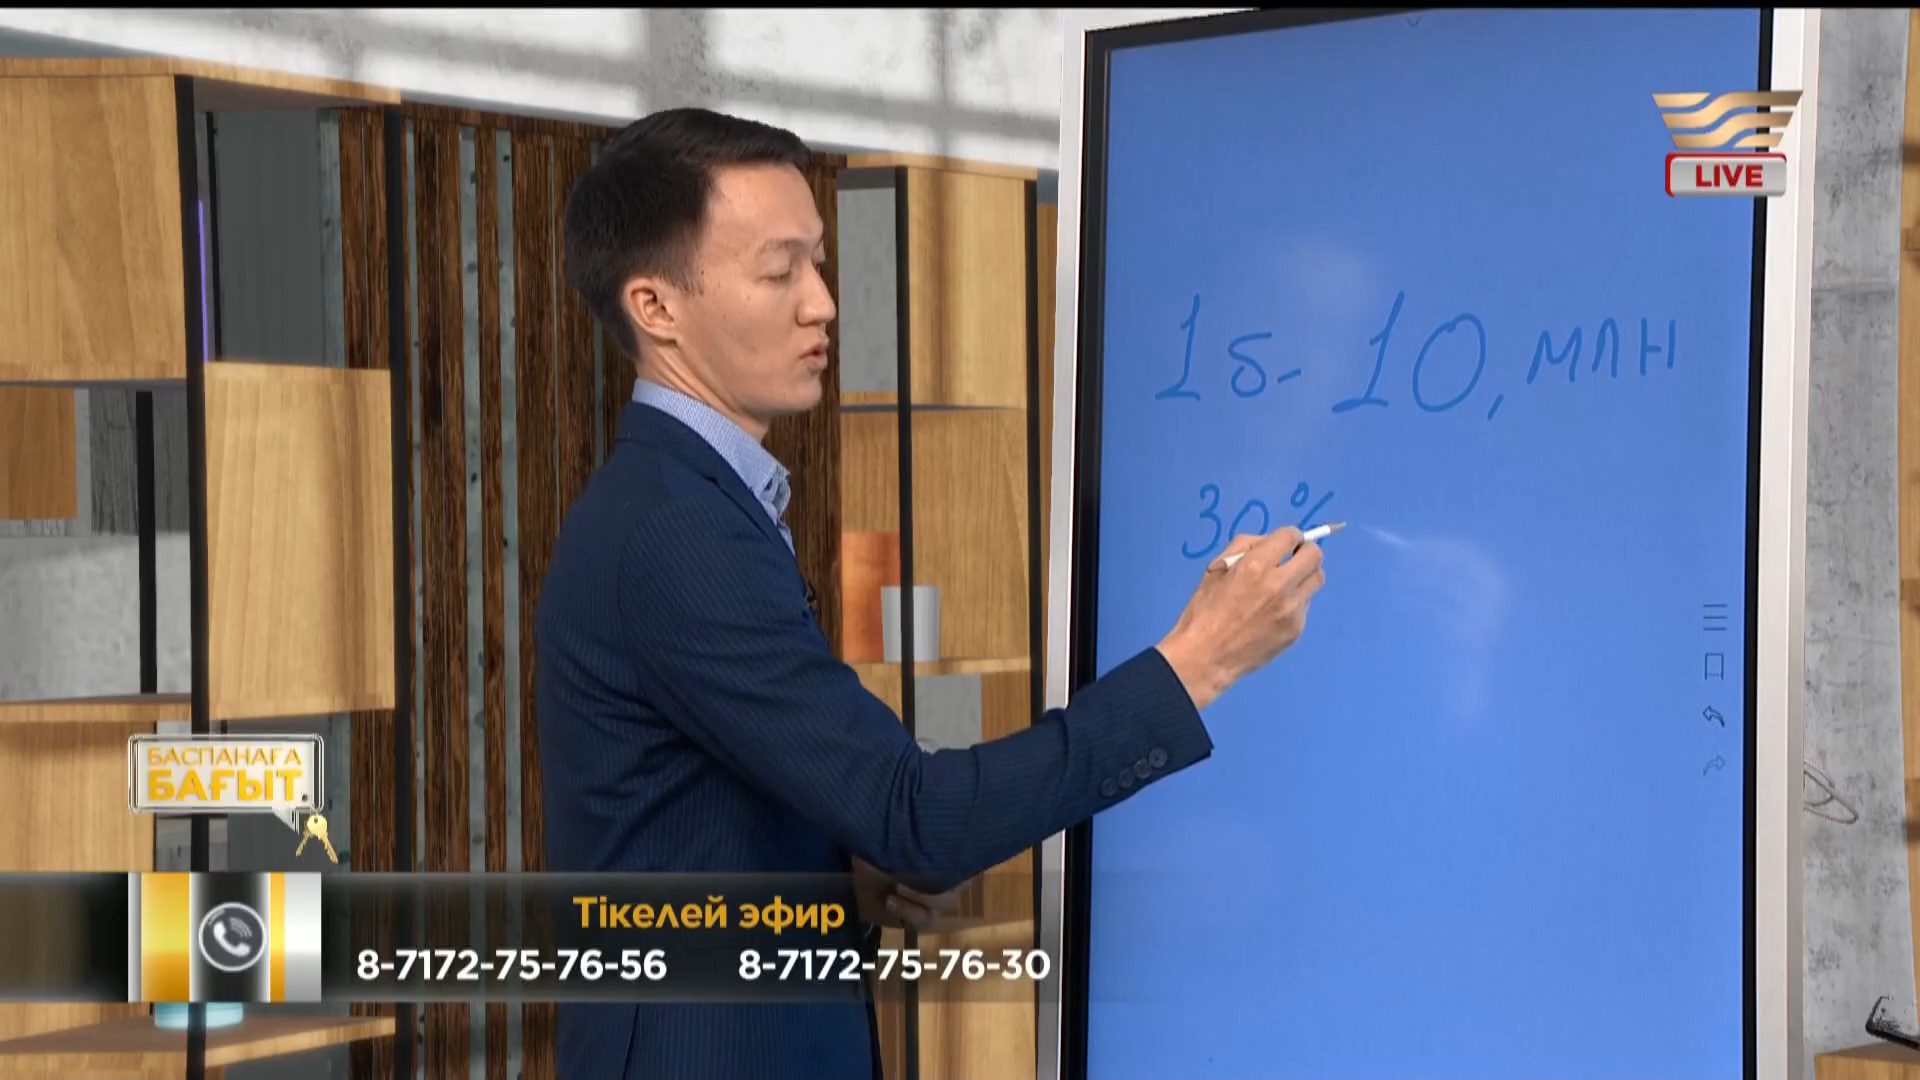 LIVE
1б- 10, млн
30%
БАСПАНАҒА
БАҒЫТ.
Тікелей эфир
8-7172-75-76-56 8-7172-75-76-30